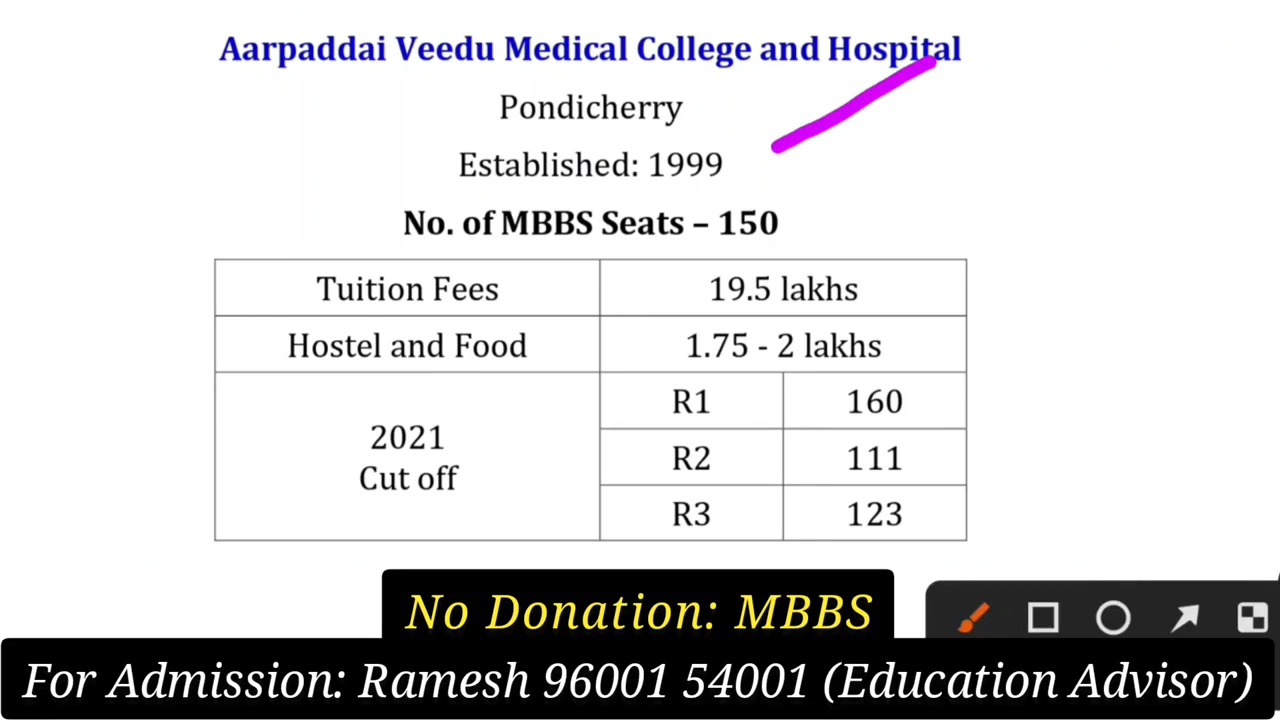 Aarpaddai Veedu Medical College and Hospital
Pondicherry
Established: 1999
No. of MBBS Seats – 150
Tuition Fees 19.5 lakhs
Hostel and Food 1.75 - 2 lakhs
2021 Cut off
R1 160
R2 111
R3 123
No Donation: MBBS
For Admission: Ramesh 96001 54001 (Education Advisor)